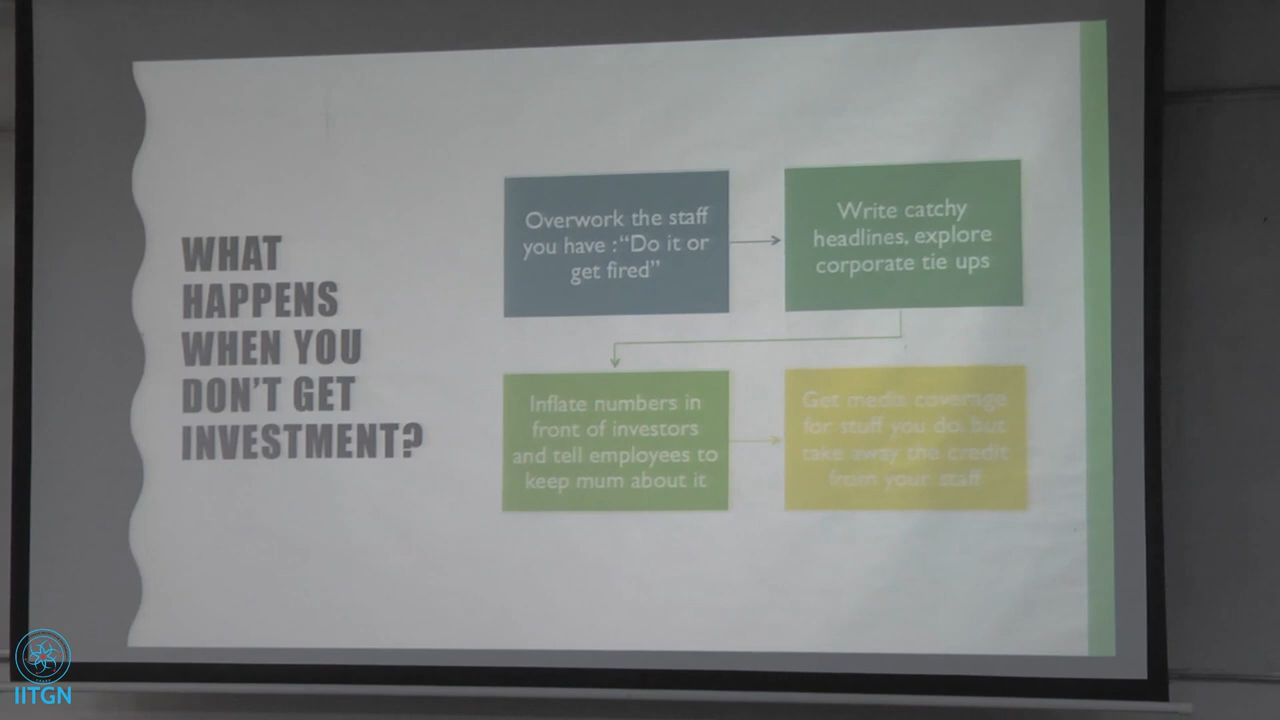 WHAT
HAPPENS
WHEN YOU
DON'T GET
INVESTMENT?
Overwork the staff
you have :“Do it or
get fired”
Write catchy
headlines, explore
corporate tie ups
Inflate numbers in
front of investors
and tell employees to
keep mum about it
Get media coverage
for stuff you do but
take away the credit
from your staff
IITGN